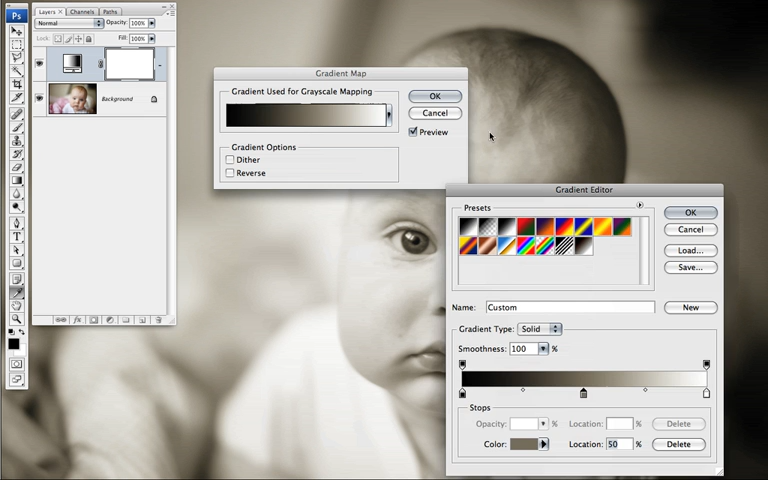 Ps
Layers x Channels Paths
Normal Opacity: 100%
Lock: Fill: 100%
Background
Gradient Map
Gradient Used for Grayscale Mapping
OK
Cancel
Preview
Gradient Options
Dither
Reverse
Gradient Editor
Presets
OK
Cancel
Load...
Save...
Name: Custom New
Gradient Type: Solid
Smoothness: 100 %
Stops
Opacity: % Location: % Delete
Color: Location: 50 % Delete
T
fx